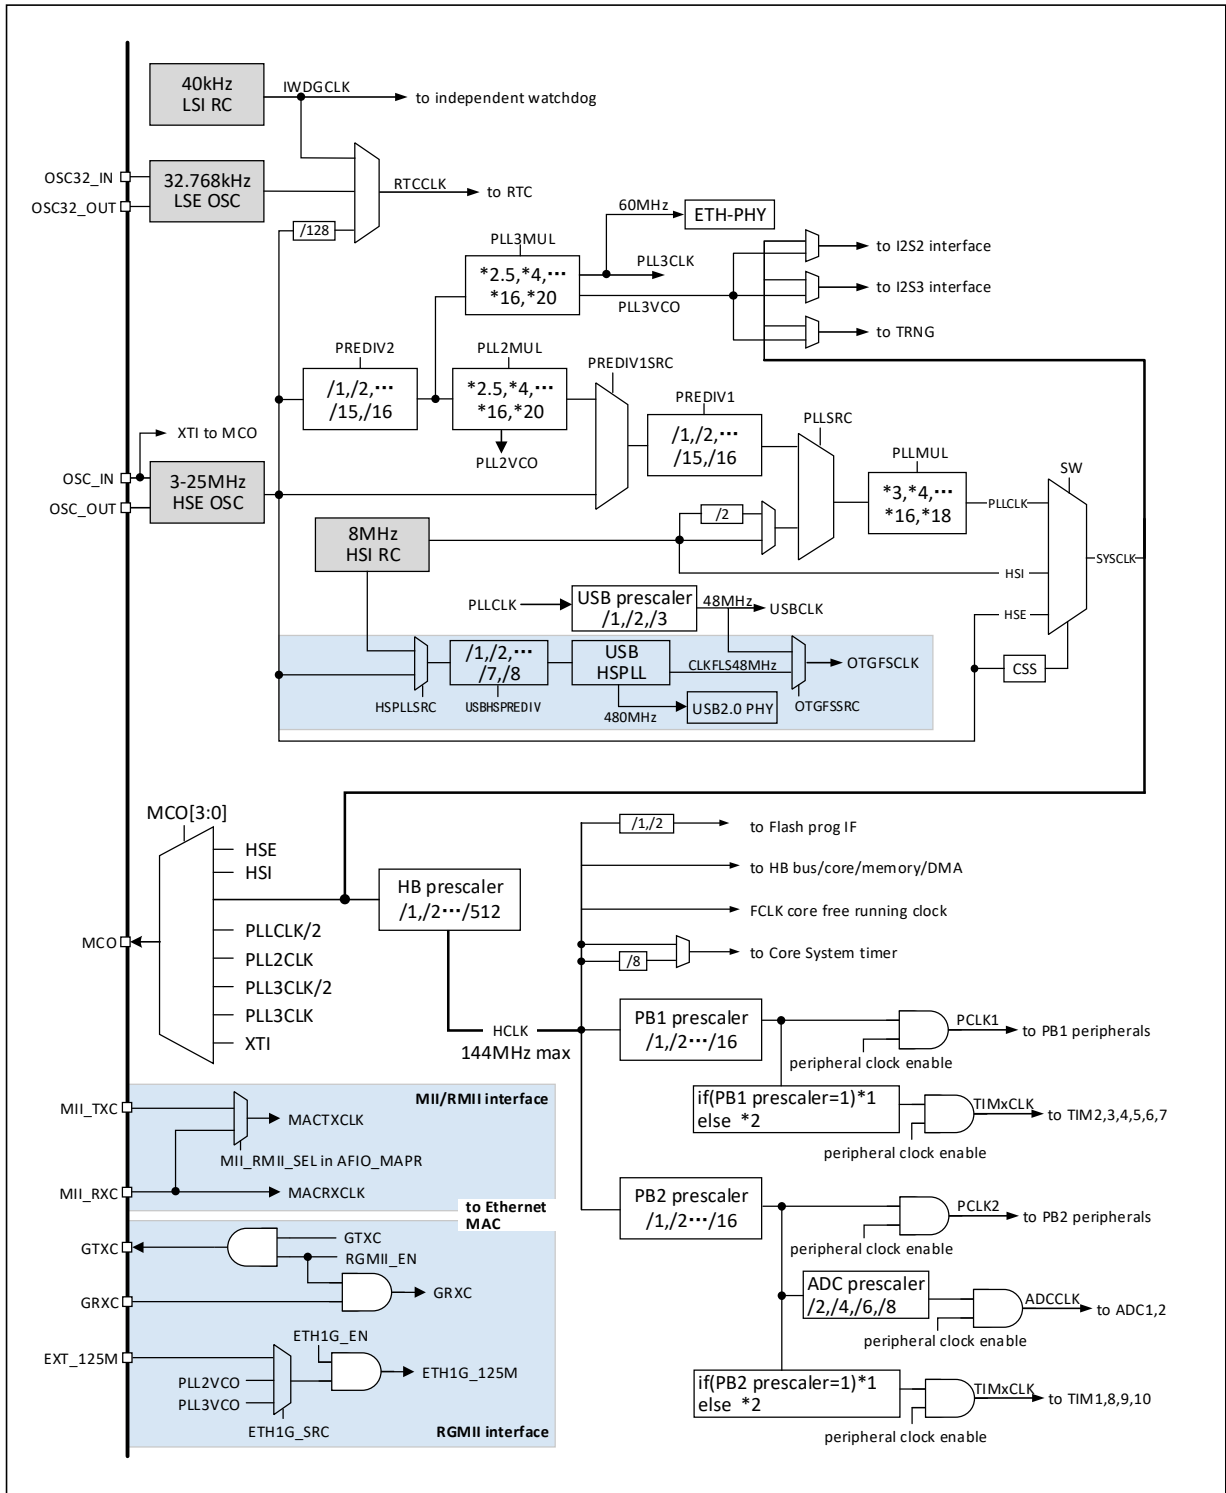 40kHz
LSI RC
IWDGCLK
to independent watchdog
OSC32_IN
OSC32_OUT
32.768kHz
LSE OSC
RTCCLK
to RTC
/128
60MHz
ETH-PHY
PLL3MUL
*2.5,*4,···
*16,*20
PLL3CLK
PLL3VCO
to I2S2 interface
to I2S3 interface
to TRNG
PREDIV2
/1,/2,···
/15,/16
PLL2MUL
*2.5,*4,···
*16,*20
PLL2VCO
PREDIV1SRC
PREDIV1
/1,/2,···
/15,/16
PLLSRC
PLLMUL
*3,*4,···
*16,*18
PLLCLK
SW
SYSCLK
XTI to MCO
OSC_IN
OSC_OUT
3-25MHz
HSE OSC
8MHz
HSI RC
/2
HSI
HSE
CSS
PLLCLK
USB prescaler
/1,/2,/3
48MHz
USBCLK
/1,/2,···
/7,/8
USB
HSPLL
CLKFLS48MHz
OTGFSCLK
HSPLLSRC
USBHSPREDIV
480MHz
USB2.0 PHY
OTGFSSRC
MCO[3:0]
HSE
HSI
PLLCLK/2
PLL2CLK
PLL3CLK/2
PLL3CLK
XTI
MCO
HB prescaler
/1,/2···/512
HCLK
144MHz max
/1,/2
to Flash prog IF
to HB bus/core/memory/DMA
FCLK core free running clock
/8
to Core System timer
PB1 prescaler
/1,/2···/16
PCLK1
to PB1 peripherals
peripheral clock enable
if(PB1 prescaler=1)*1
else *2
TIMxCLK
to TIM2,3,4,5,6,7
peripheral clock enable
PB2 prescaler
/1,/2···/16
PCLK2
to PB2 peripherals
peripheral clock enable
ADC prescaler
/2,/4,/6,/8
ADCCLK
to ADC1,2
peripheral clock enable
if(PB2 prescaler=1)*1
else *2
TIMxCLK
to TIM1,8,9,10
peripheral clock enable
MII/RMII interface
MII_TXC
MACTXCLK
MII_RMII_SEL in AFIO_MAPR
MII_RXC
MACRXCLK
to Ethernet
MAC
GTXC
GTXC
RGMII_EN
GRXC
GRXC
ETH1G_EN
EXT_125M
ETH1G_125M
PLL2VCO
PLL3VCO
ETH1G_SRC
RGMII interface